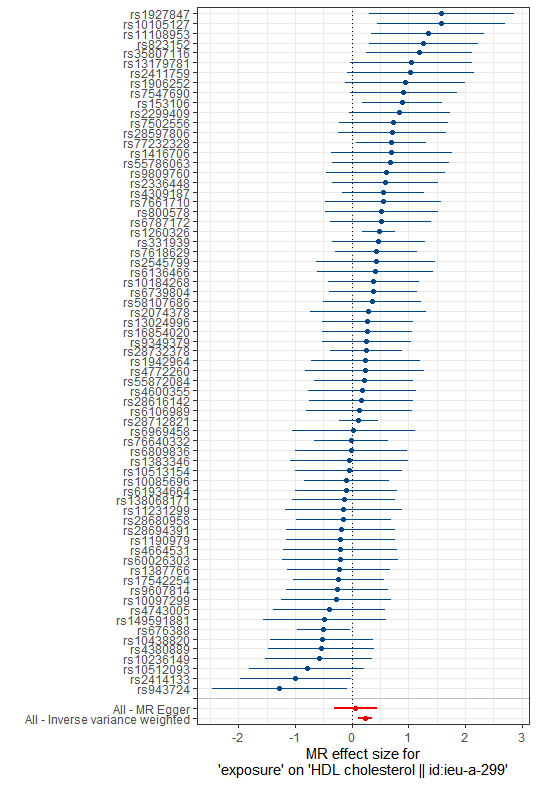 rs1927847
rs10105127
rs11108953
rs823152
rs35807116
rs13179781
rs2411759
rs1906252
rs7547690
rs153106
rs2299409
rs7502556
rs28597806
rs77232328
rs1416706
rs55786063
rs9809760
rs2336448
rs4309187
rs7661710
rs800578
rs6787172
rs1260326
rs331939
rs7618629
rs2545799
rs6136466
rs10184268
rs6739804
rs58107686
rs2074378
rs13024996
rs16854020
rs9349379
rs28732378
rs1942964
rs4772260
rs55872084
rs4600355
rs28616142
rs6106989
rs28712821
rs6969458
rs76640332
rs6809836
rs1383346
rs10513154
rs10085696
rs61934664
rs138068171
rs11231299
rs28680958
rs28694391
rs1190979
rs4664531
rs60026303
rs1387766
rs17542254
rs9607814
rs10097299
rs4743005
rs149591881
rs676388
rs10438820
rs4380889
rs10236149
rs10512093
rs2414133
rs943724
All - MR Egger
All - Inverse variance weighted
-2 -1 0 1 2 3
MR effect size for
'exposure' on 'HDL cholesterol || id:ieu-a-299'